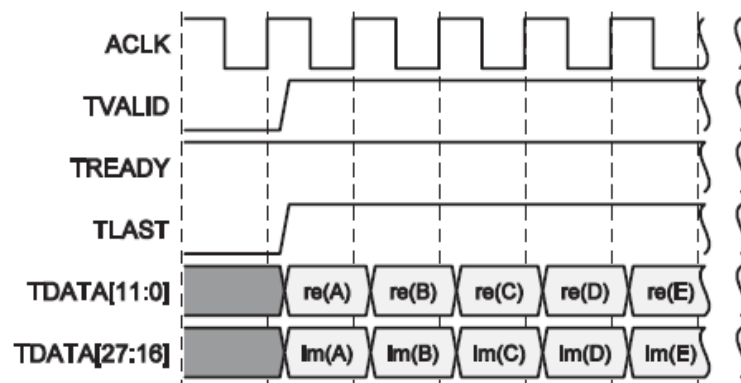 ACLK
TVALID
TREADY
TLAST
TDATA[11:0] re(A) re(B) re(C) re(D) re(E)
TDATA[27:16] Im(A) Im(B) Im(C) Im(D) Im(E)